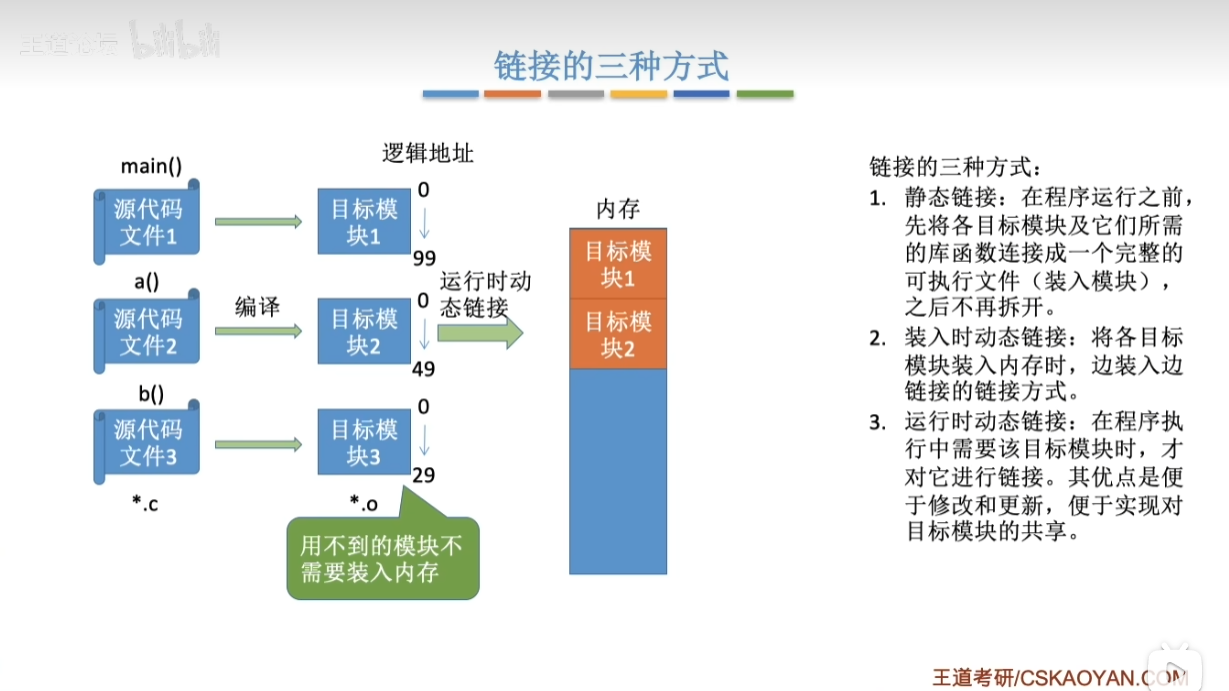 王道论坛 bilibili
链接的三种方式
main()
源代码
文件1
a()
源代码
文件2
b()
源代码
文件3
*.c
编译
逻辑地址
目标模
块1
0
99
目标模
块2
0
49
目标模
块3
0
29
*.o
用不到的模块不
需要装入内存
运行时动
态链接
内存
目标模
块1
目标模
块2
链接的三种方式：
1. 静态链接：在程序运行之前，
先将各目标模块及它们所需
的库函数连接成一个完整的
可执行文件（装入模块），
之后不再拆开。
2. 装入时动态链接：将各目标
模块装入内存时，边装入边
链接的链接方式。
3. 运行时动态链接：在程序执
行中需要该目标模块时，才
对它进行链接。其优点是便
于修改和更新，便于实现对
目标模块的共享。
王道考研/CSKAOYAN.COM